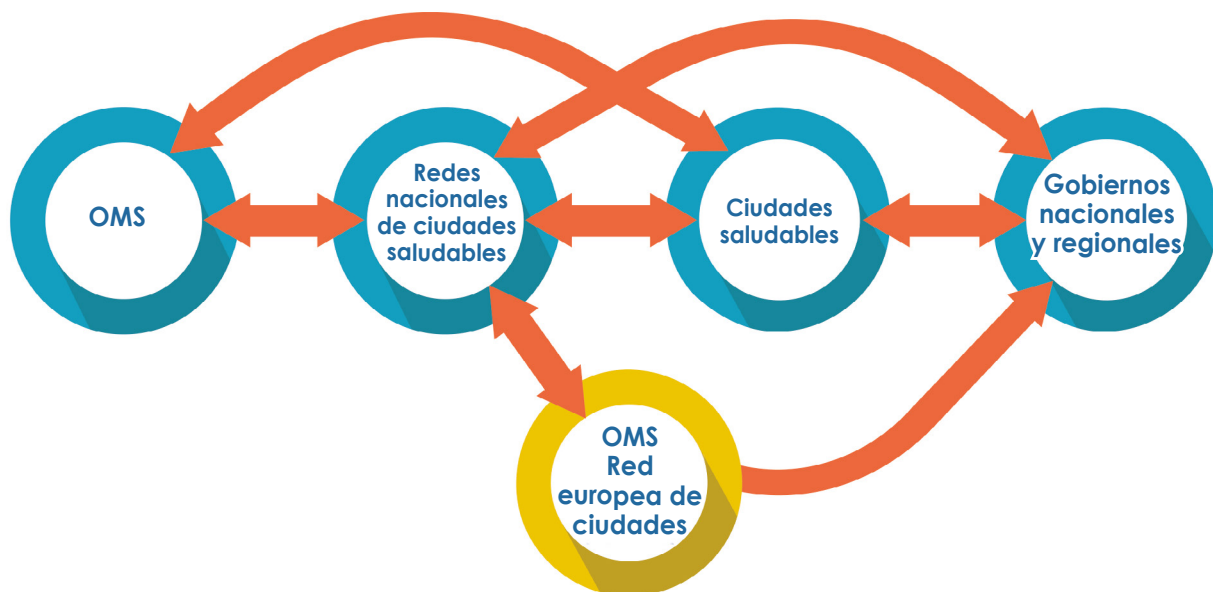 OMS
Redes
nacionales
de ciudades
saludables
Ciudades
saludables
Gobiernos
nacionales
y regionales
OMS
Red
europea de
ciudades